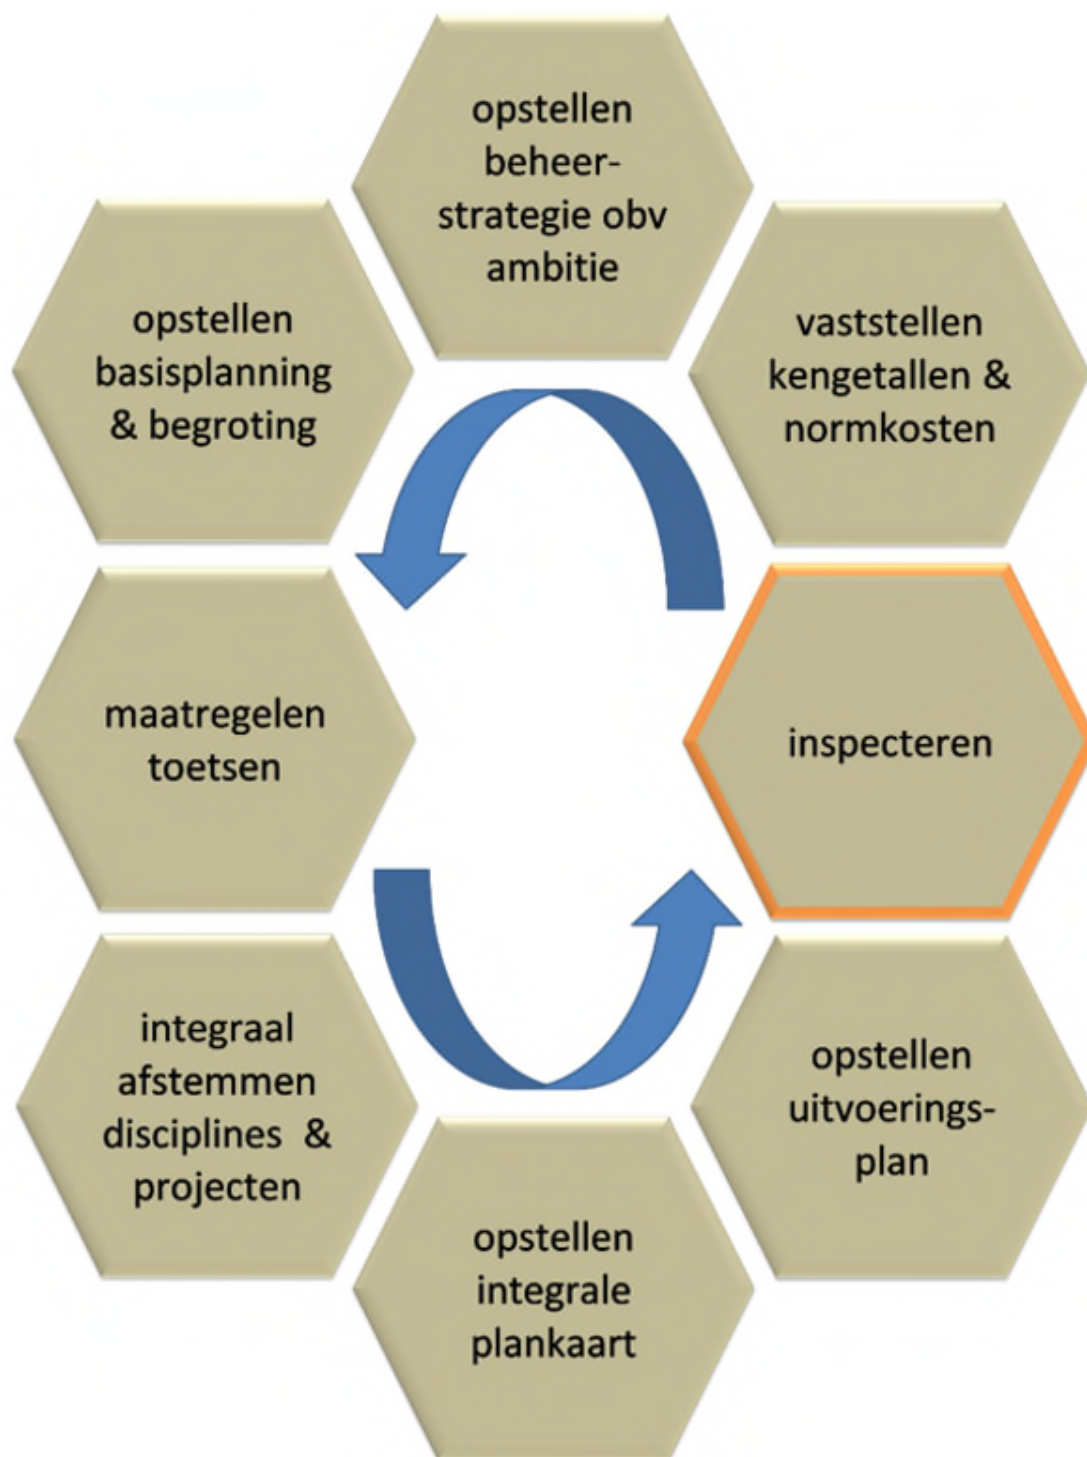 opstellen
beheer-
strategie obv
ambitie
opstellen
basisplanning
& begroting
vaststellen
kengetallen &
normkosten
maatregelen
toetsen
inspecteren
integraal
afstemmen
disciplines &
projecten
opstellen
uitvoerings-
plan
opstellen
integrale
plankaart